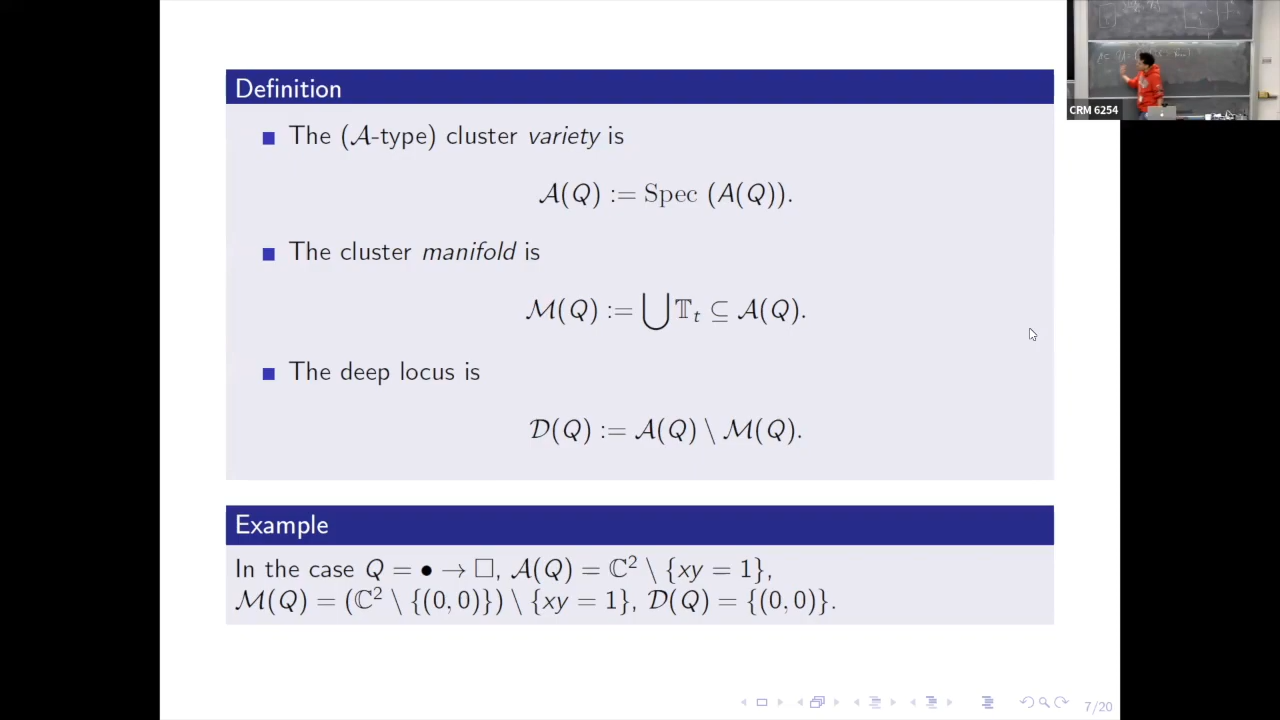 Definition
■ The (𝒜-type) cluster variety is
𝒜(Q) := Spec (A(Q)).
■ The cluster manifold is
ℳ(Q) := ⋃ 𝕋ₜ ⊆ 𝒜(Q).
■ The deep locus is
𝒟(Q) := 𝒜(Q) \ ℳ(Q).
Example
In the case Q = • → □, 𝒜(Q) = ℂ² \ {xy = 1},
ℳ(Q) = (ℂ² \ {(0, 0)}) \ {xy = 1}, 𝒟(Q) = {(0, 0)}.
7/20
CRM 6254